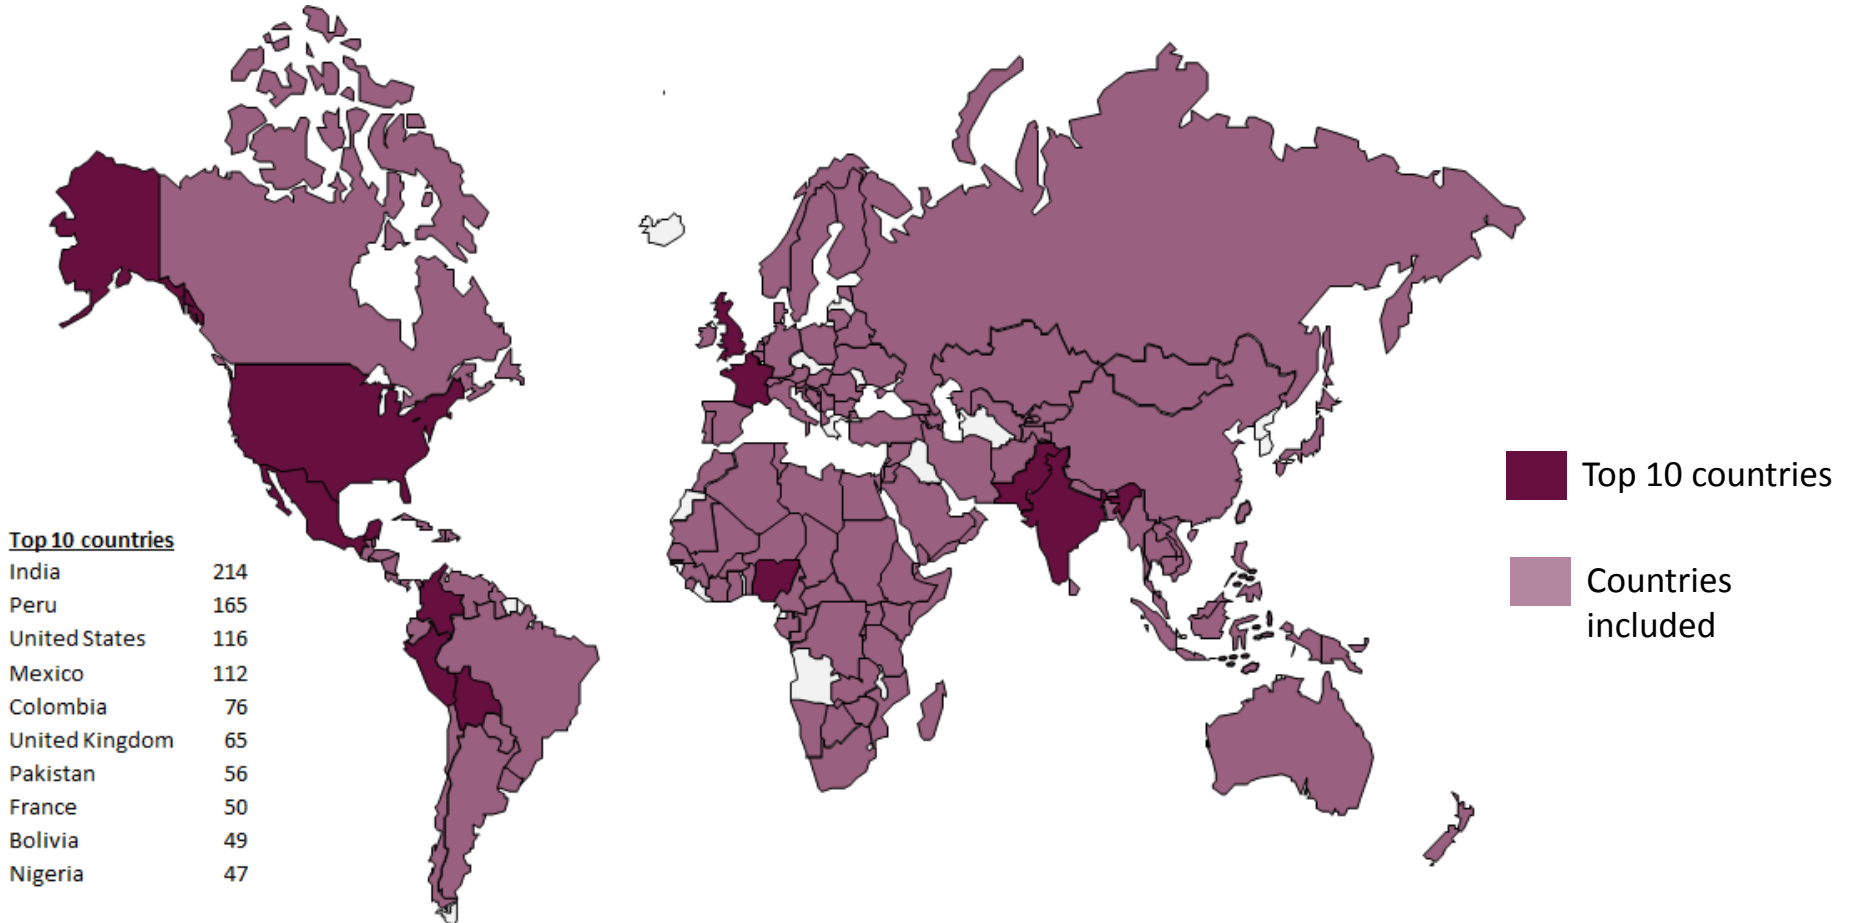 Top 10 countries
India 214
Peru 165
United States 116
Mexico 112
Colombia 76
United Kingdom 65
Pakistan 56
France 50
Bolivia 49
Nigeria 47
Top 10 countries
Countries
included